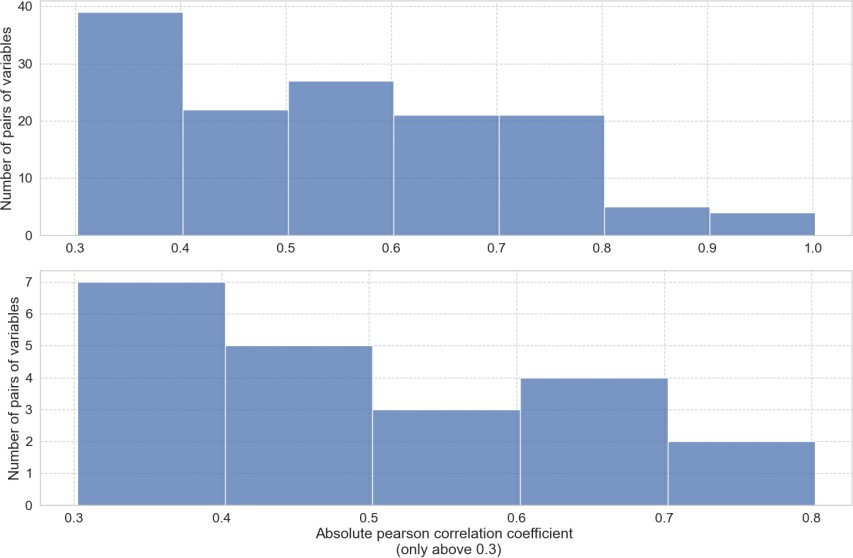 Number of pairs of variables
40
30
20
10
0
0.3 0.4 0.5 0.6 0.7 0.8 0.9 1.0
Number of pairs of variables
7
6
5
4
3
2
1
0
0.3 0.4 0.5 0.6 0.7 0.8
Absolute pearson correlation coefficient
(only above 0.3)